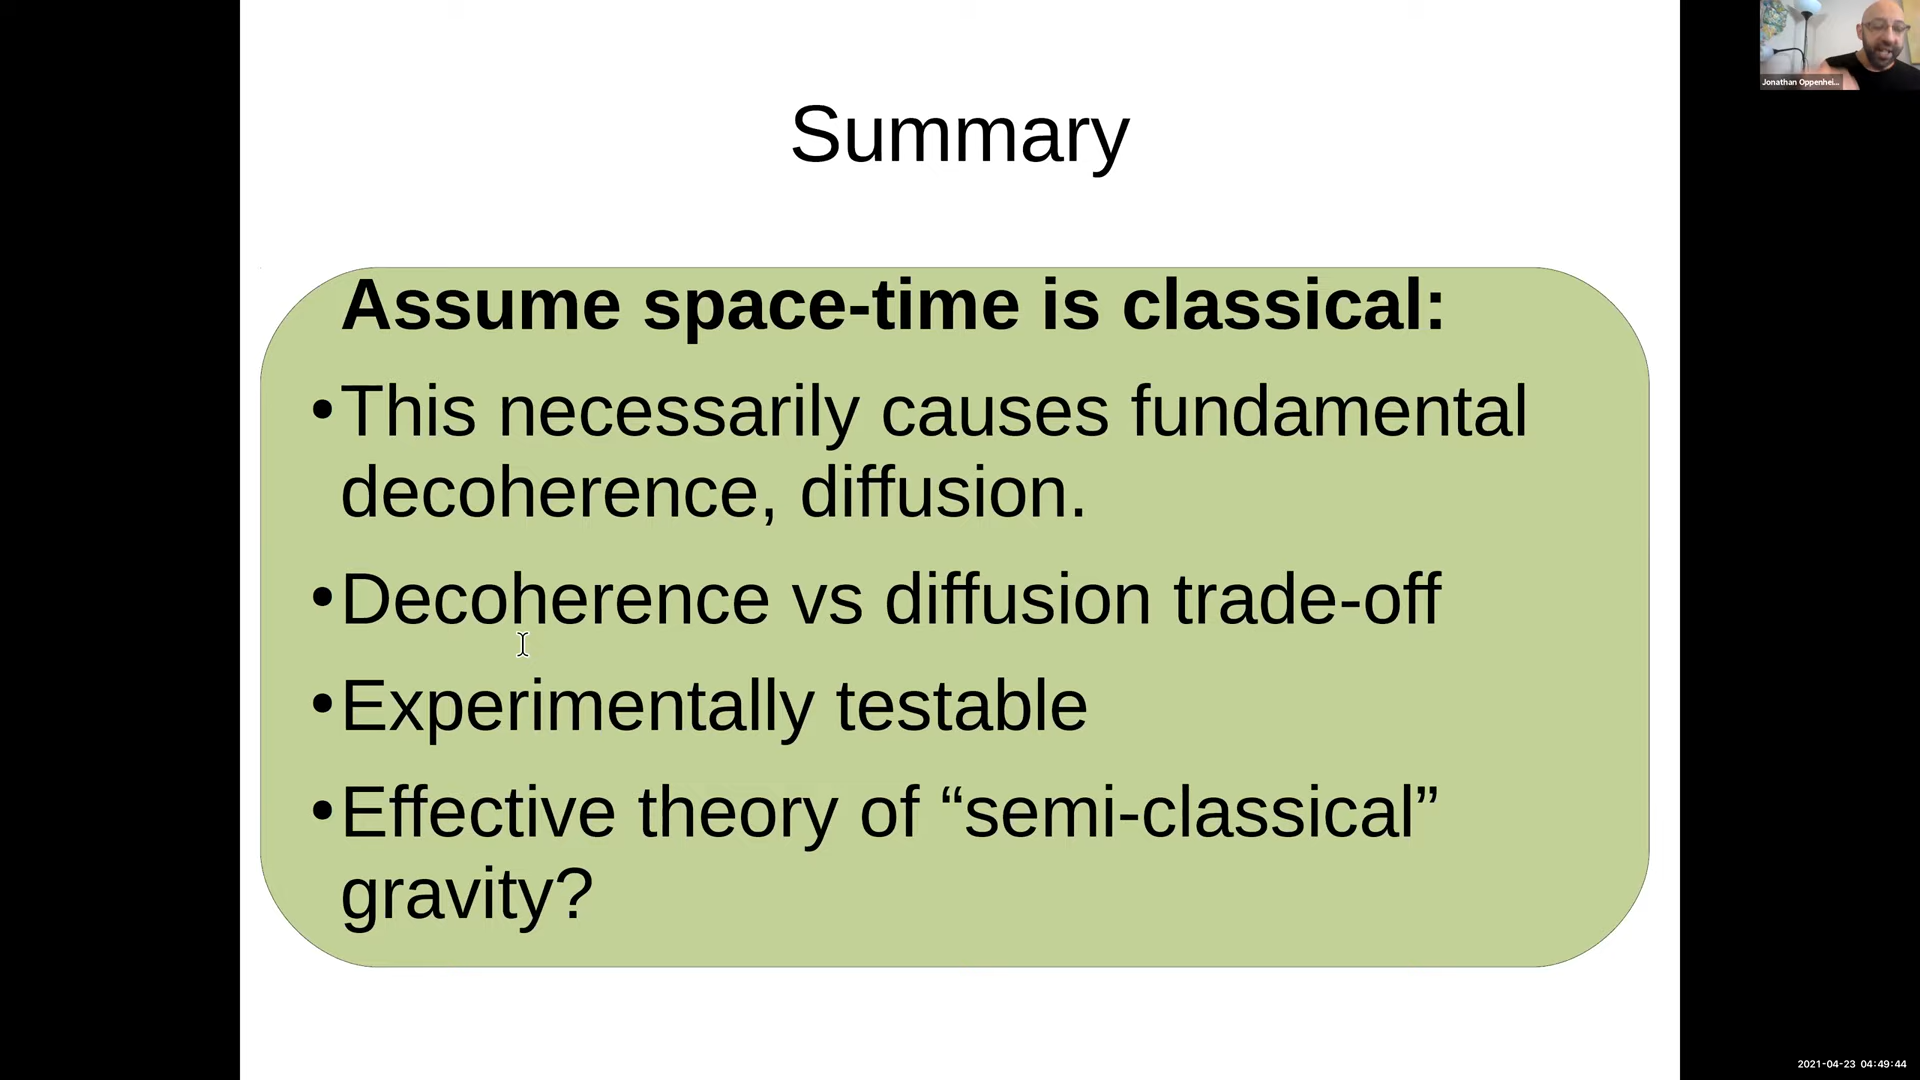 Summary
Assume space-time is classical:
•This necessarily causes fundamental
decoherence, diffusion.
•Decoherence vs diffusion trade-off
•Experimentally testable
•Effective theory of “semi-classical”
gravity?
Jonathan Oppenhei...
2021-04-23 04:49:44